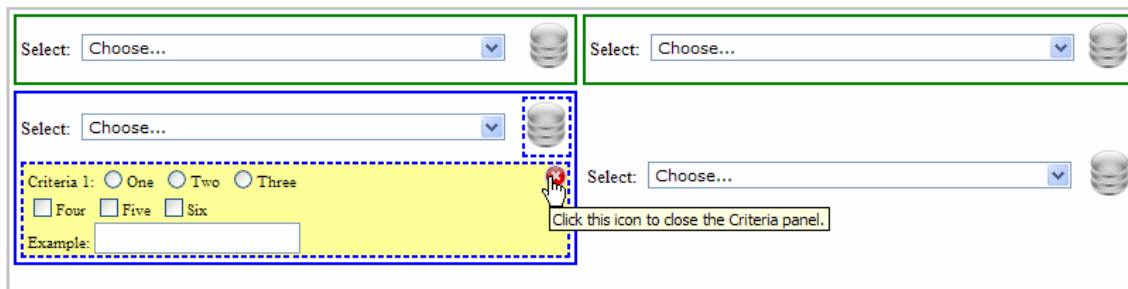 Select: Choose...
Select: Choose...
Select: Choose...
Criteria 1: One Two Three
Four Five Six
Example:
Select: Choose...
Click this icon to close the Criteria panel.